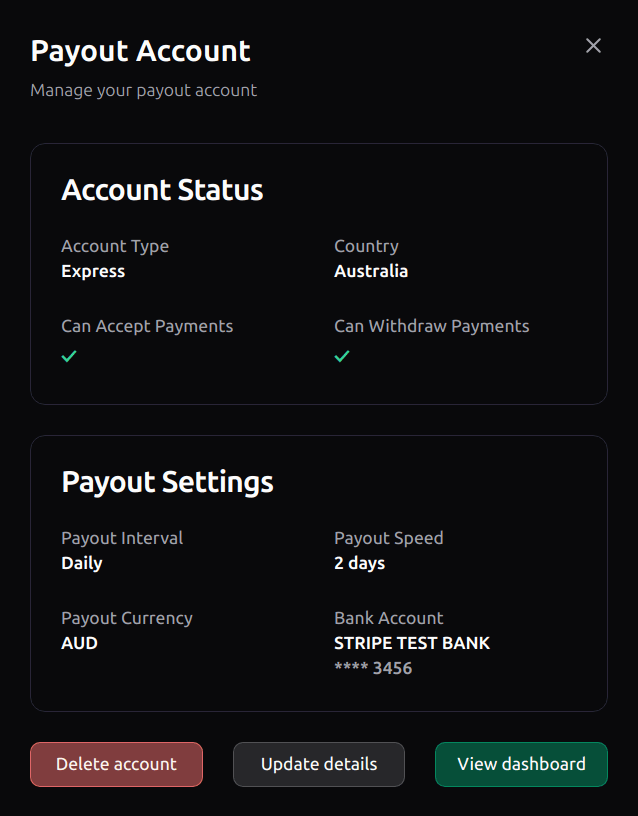 Payout Account
Manage your payout account
Account Status
Account Type
Country
Express
Australia
Can Accept Payments
Can Withdraw Payments
Payout Settings
Payout Interval
Payout Speed
Daily
2 days
Payout Currency
Bank Account
AUD
STRIPE TEST BANK
**** 3456
Delete account
Update details
View dashboard